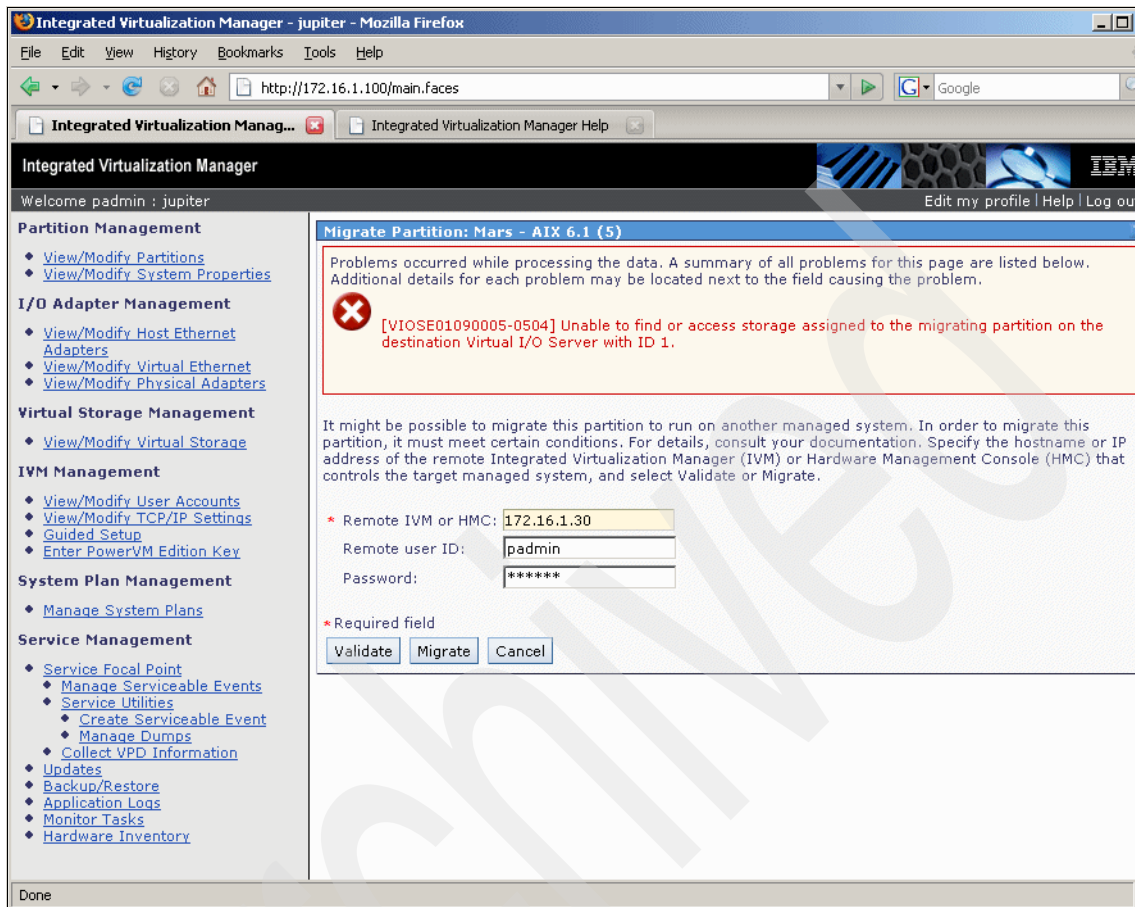 Integrated Virtualization Manager - jupiter - Mozilla Firefox
File Edit View History Bookmarks Tools Help
http://172.16.1.100/main.faces
G Google
Integrated Virtualization Manag... Integrated Virtualization Manager Help
Integrated Virtualization Manager
IBM
Welcome padmin : jupiter
Edit my profile | Help | Log ou
Partition Management
View/Modify Partitions
View/Modify System Properties
I/O Adapter Management
View/Modify Host Ethernet
Adapters
View/Modify Virtual Ethernet
View/Modify Physical Adapters
Virtual Storage Management
View/Modify Virtual Storage
IVM Management
View/Modify User Accounts
View/Modify TCP/IP Settings
Guided Setup
Enter PowerVM Edition Key
System Plan Management
Manage System Plans
Service Management
Service Focal Point
Manage Serviceable Events
Service Utilities
Create Serviceable Event
Manage Dumps
Collect VPD Information
Updates
Backup/Restore
Application Logs
Monitor Tasks
Hardware Inventory
Migrate Partition: Mars - AIX 6.1 (5)
Problems occurred while processing the data. A summary of all problems for this page are listed below.
Additional details for each problem may be located next to the field causing the problem.
[VIOSE01090005-0504] Unable to find or access storage assigned to the migrating partition on the
destination Virtual I/O Server with ID 1.
It might be possible to migrate this partition to run on another managed system. In order to migrate this
partition, it must meet certain conditions. For details, consult your documentation. Specify the hostname or IP
address of the remote Integrated Virtualization Manager (IVM) or Hardware Management Console (HMC) that
controls the target managed system, and select Validate or Migrate.
* Remote IVM or HMC: 172.16.1.30
Remote user ID: padmin
Password: ******
* Required field
Validate Migrate Cancel
Done